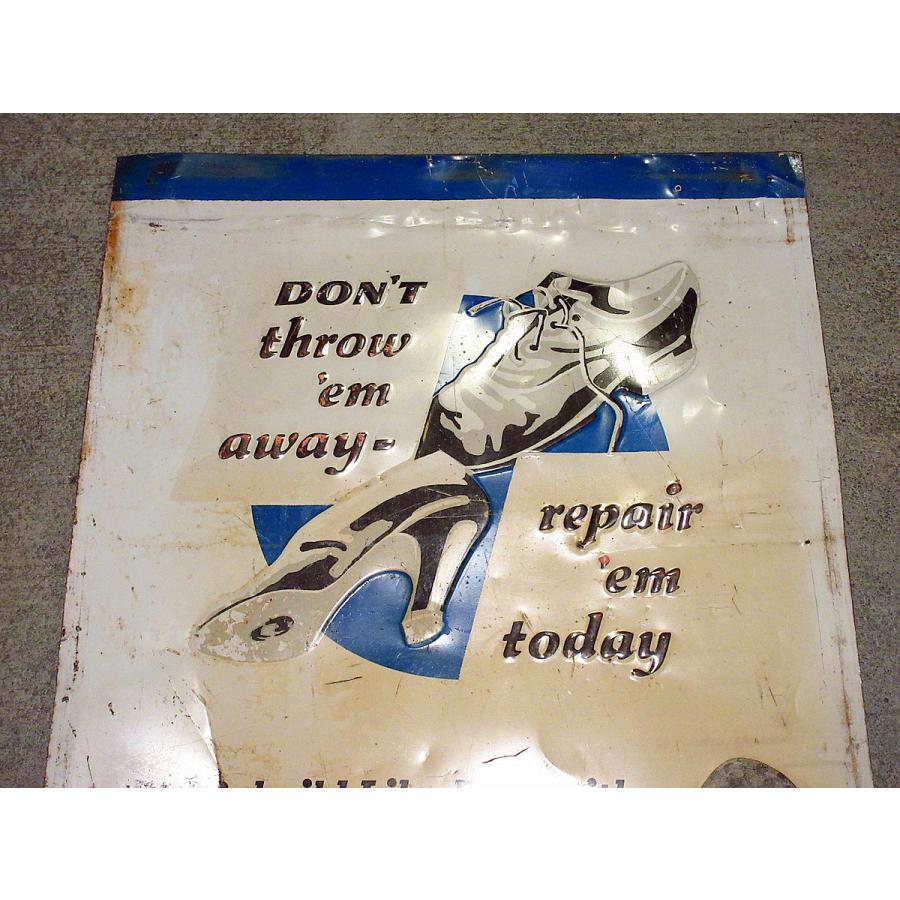 DON'T
throw
'em
away-
repair
'em
today